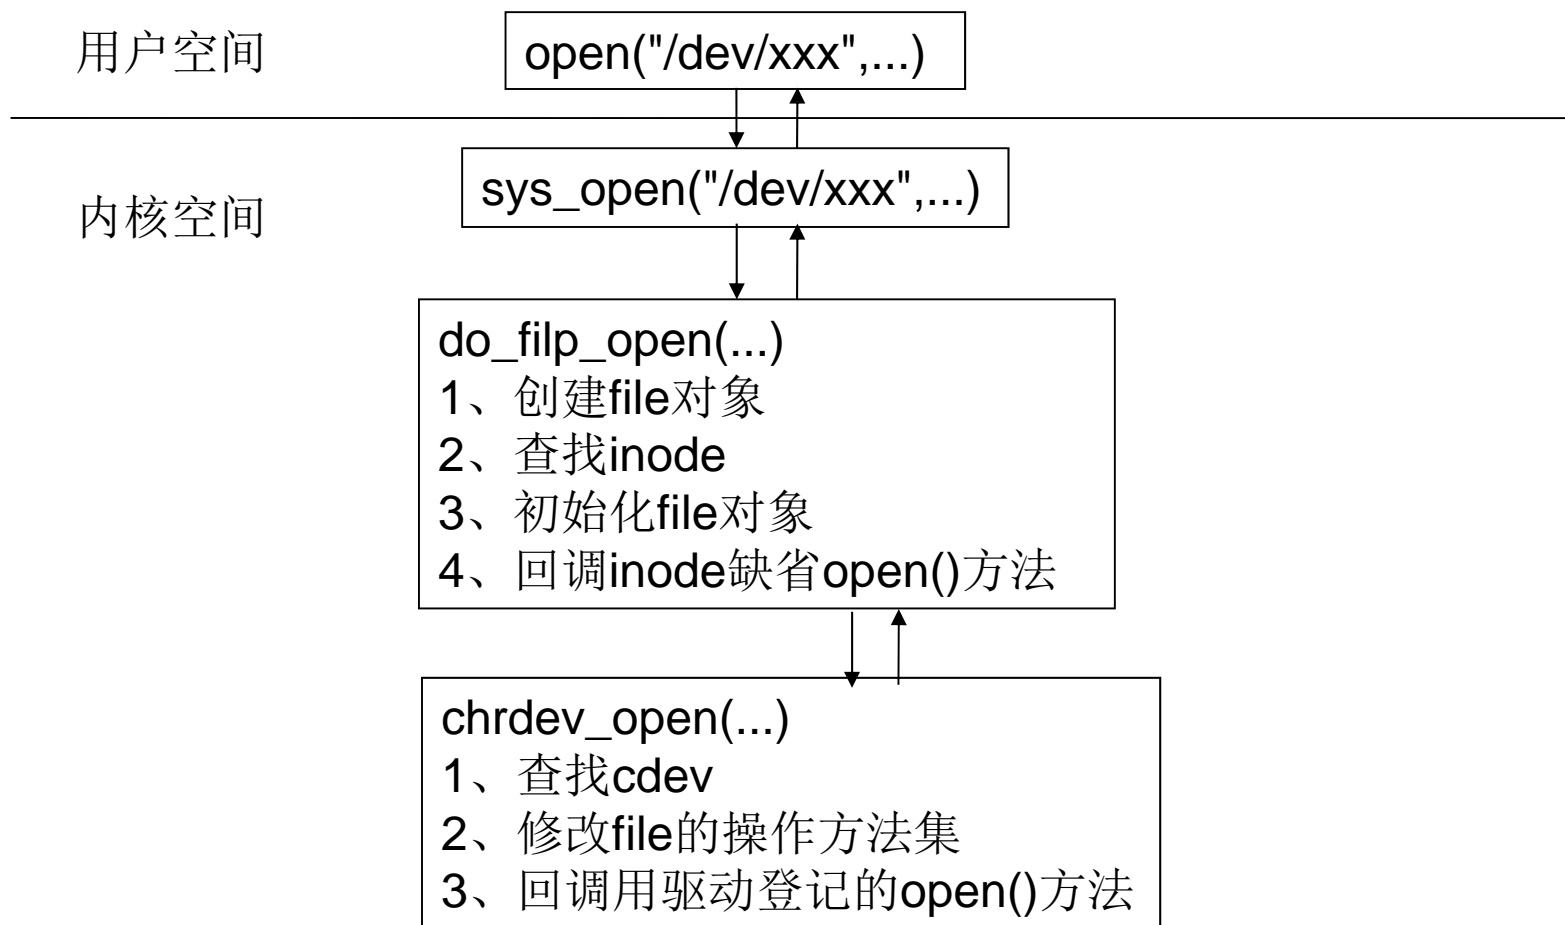 用户空间
open("/dev/xxx",...)
sys_open("/dev/xxx",...)
内核空间
do_filp_open(...)
1、创建file对象
2、查找inode
3、初始化file对象
4、回调inode缺省open()方法
chrdev_open(...)
1、查找cdev
2、修改file的操作方法集
3、回调用驱动登记的open()方法